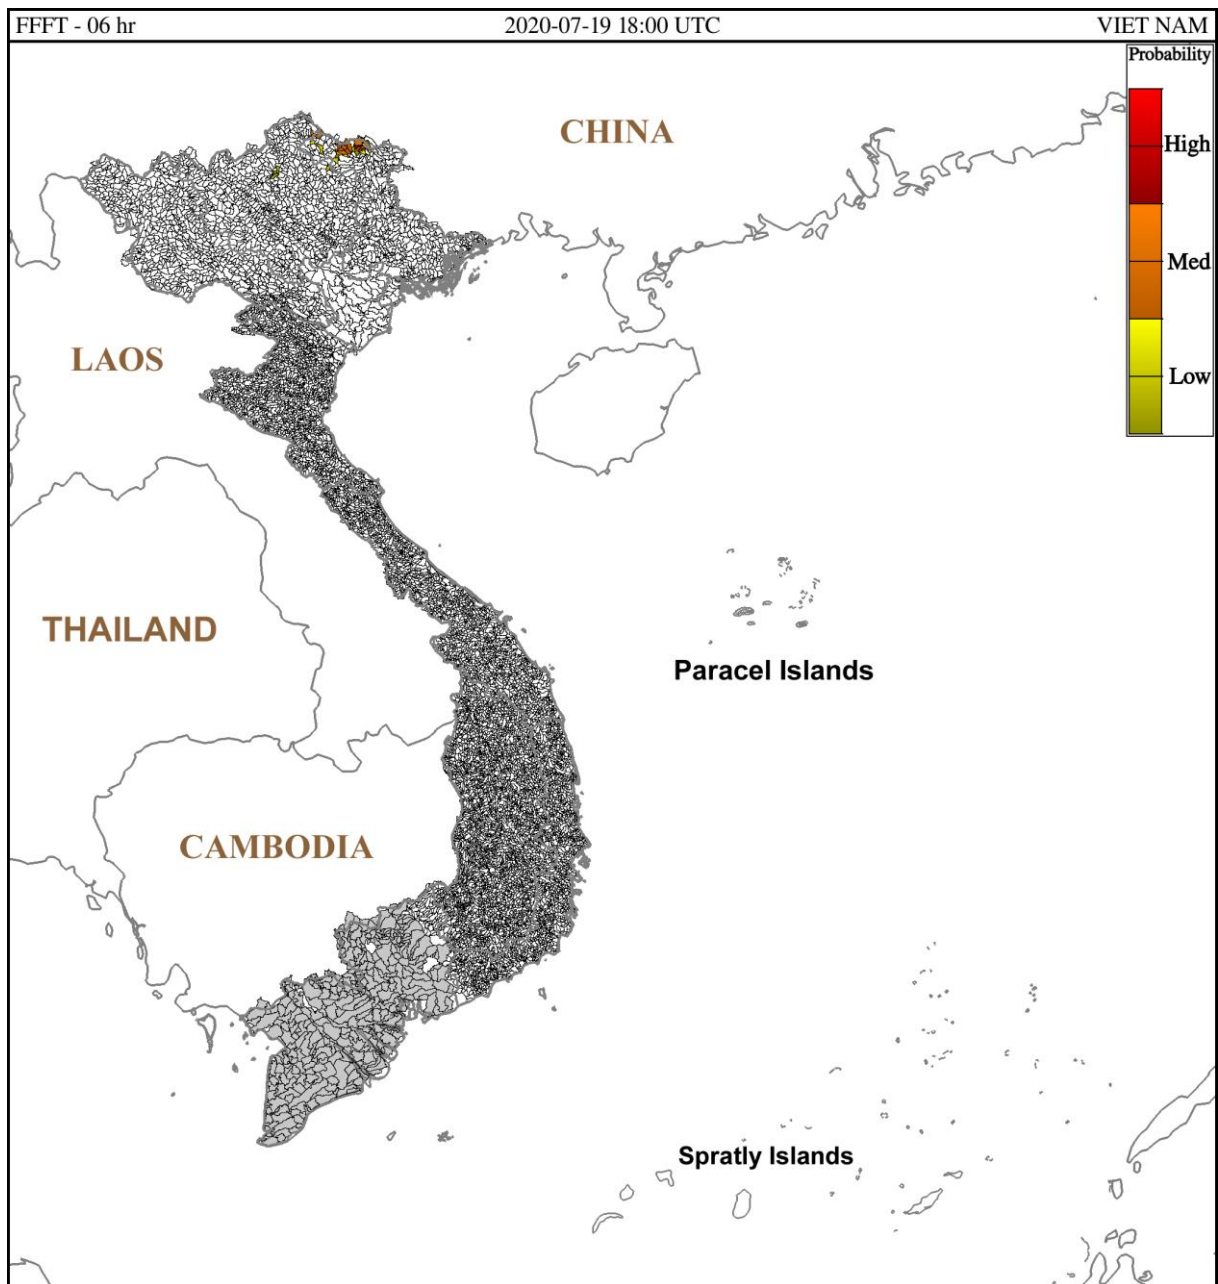 FFFT - 06 hr
2020-07-19 18:00 UTC
VIET NAM
Probability
CHINA
High
Med
LAOS
Low
THAILAND
Paracel Islands
CAMBODIA
Spratly Islands